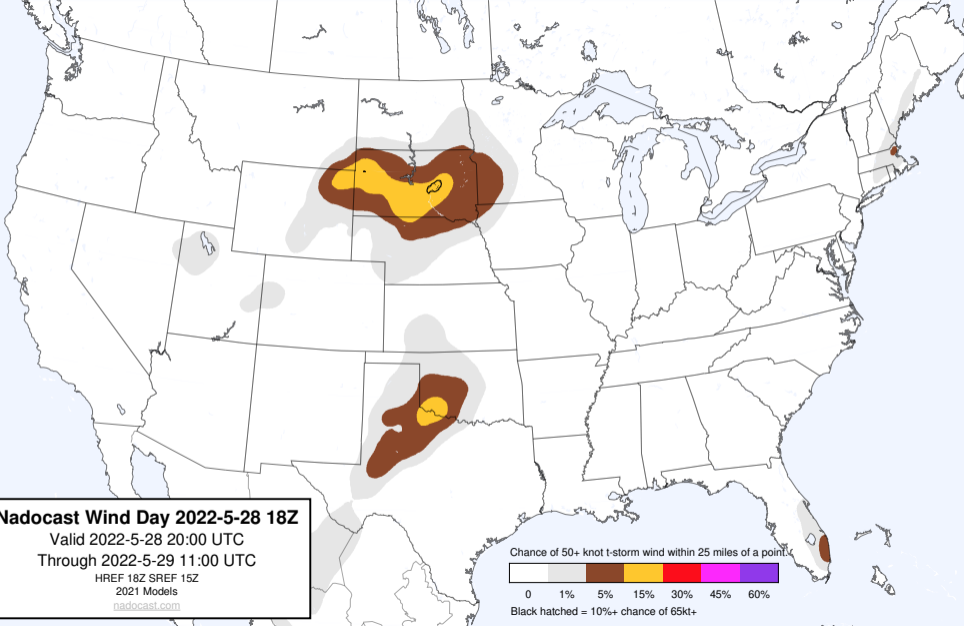 Nadocast Wind Day 2022-5-28 18Z
Valid 2022-5-28 20:00 UTC
Through 2022-5-29 11:00 UTC
HREF 18Z SREF 15Z
2021 Models
nadocast.com
Chance of 50+ knot t-storm wind within 25 miles of a point.
0 1% 5% 15% 30% 45% 60%
Black hatched = 10%+ chance of 65kt+